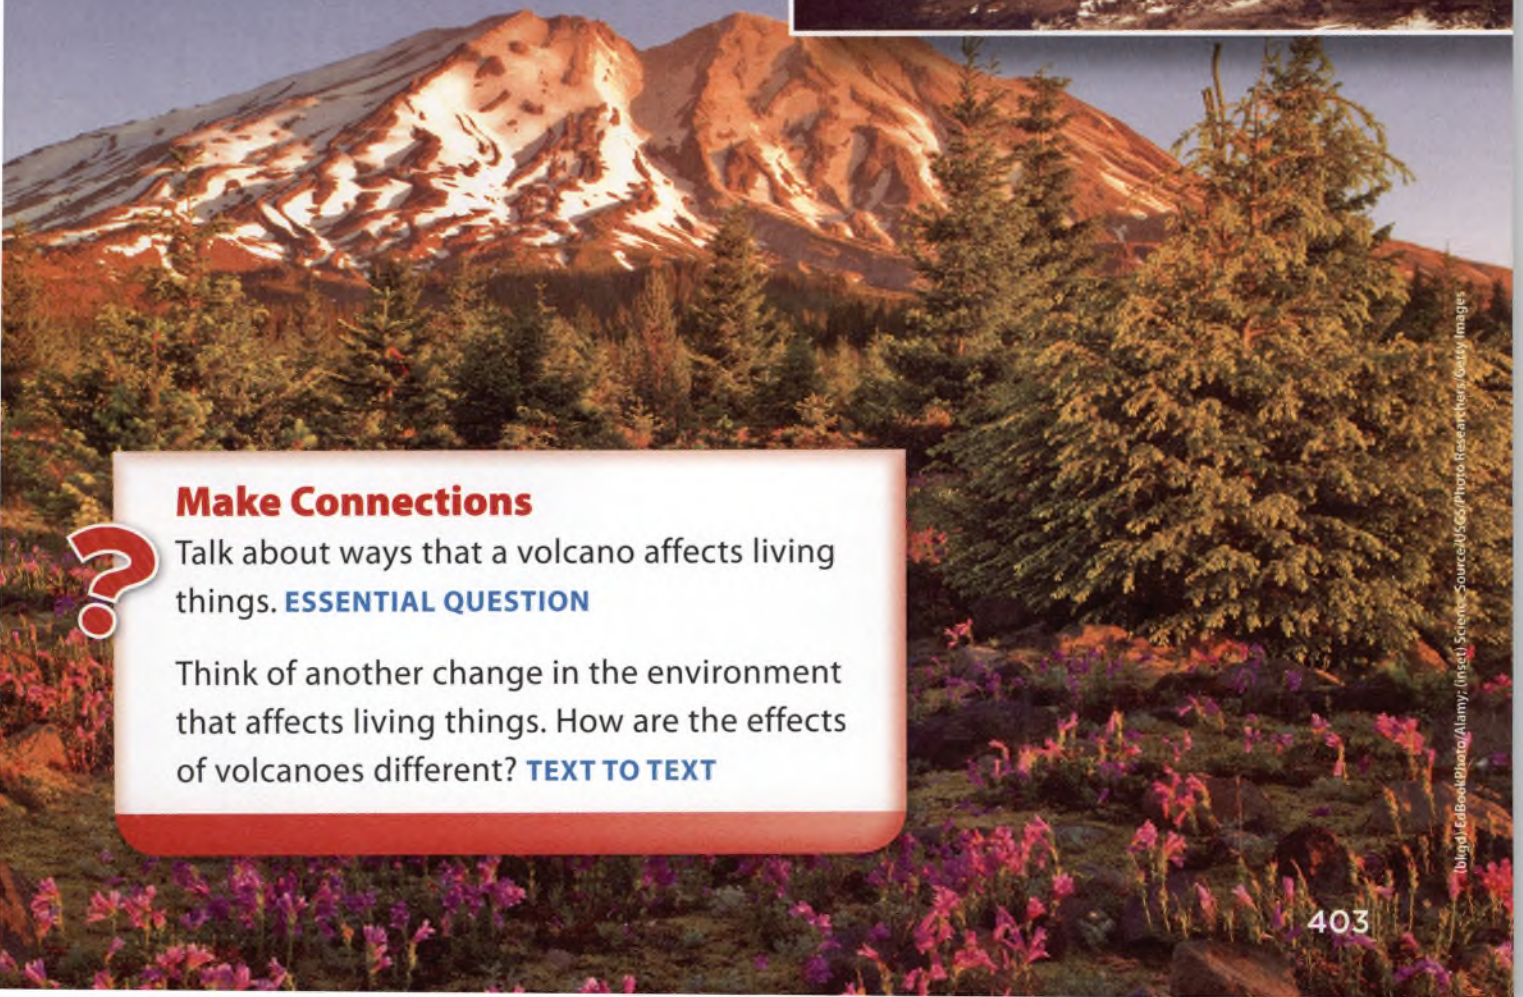 Make Connections
?
Talk about ways that a volcano affects living
things. ESSENTIAL QUESTION
Think of another change in the environment
that affects living things. How are the effects
of volcanoes different? TEXT TO TEXT
(bkgd) EdBookPhoto/Alamy; (inset) Science Source/USGS/Photo Researchers/Getty Images
403